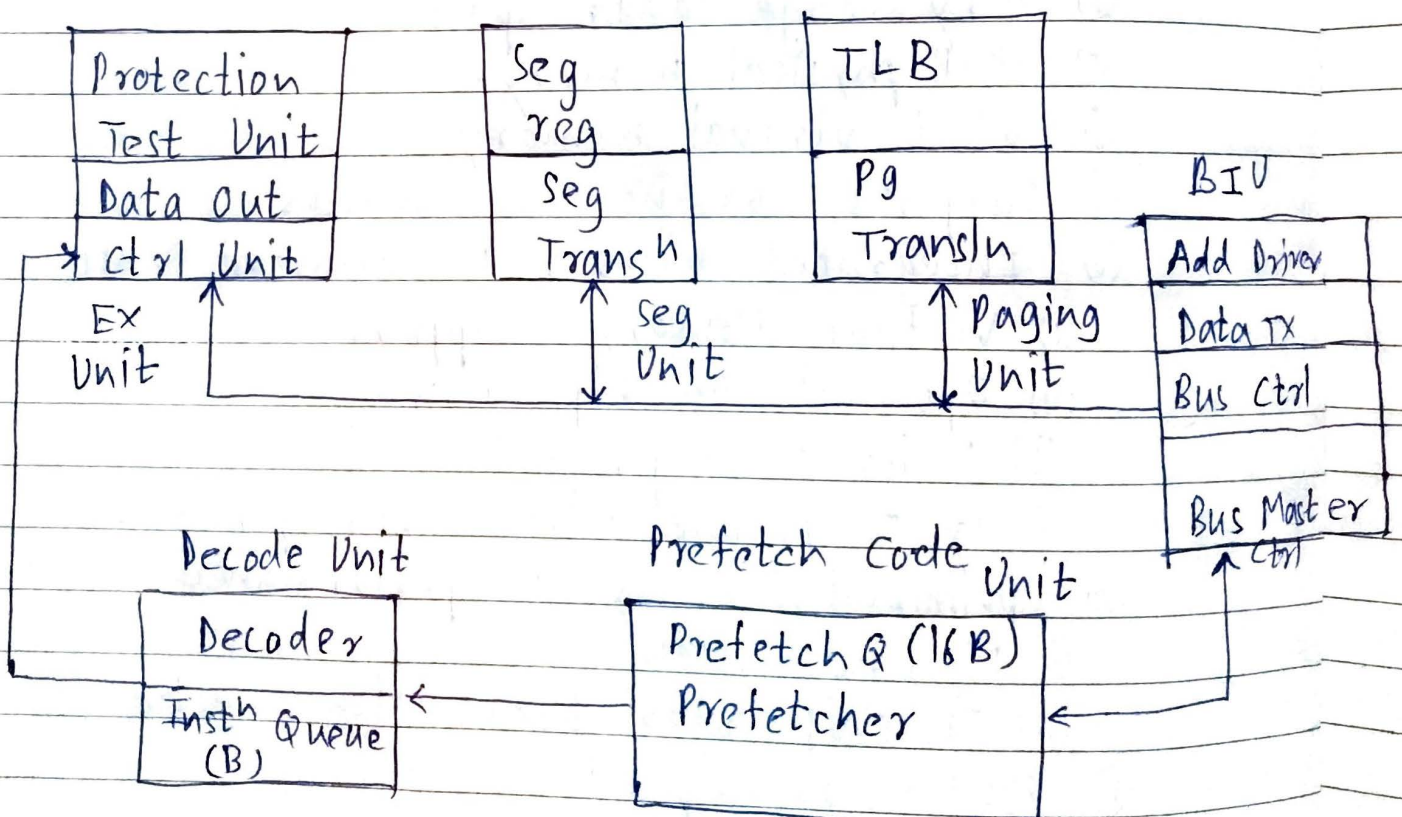 Protection
Test Unit
Data out
Ctrl Unit
EX
Unit
Seg
reg
Seg
Transn
Seg
Unit
TLB
Pg
Transln
Paging
Unit
BIU
Add Driver
Data TX
Bus Ctrl
Bus Master
Ctrl
Decode Unit
Decoder
Instn Queue
(B)
Prefetch Code Unit
Prefetch Q (16B)
Prefetcher